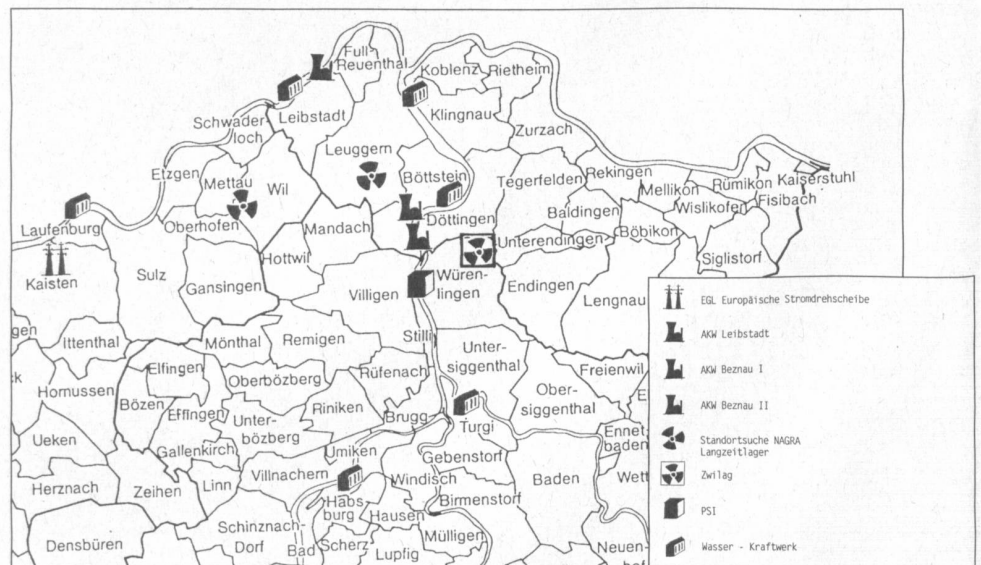 Full-
Reuenthal
Koblenz
Rietheim
Leibstadt
Klingnau
Schwader
loch
Zurzach
Leuggern
Etzgen
Mettau
Wil
Böttstein
Tegerfelden
Rekingen
Mellikon
Rümikon
Kaiserstuhl
Fisibach
Wislikofen
Baldingen
Böbikon
Laufenburg
Oberhofen
Mandach
Döttingen
Unterendingen
Siglistorf
Hottwil
Kaisten
Sulz
Gansingen
Villigen
Würen-
lingen
Endingen
Lengnau
gen
Ittenthal
Mönthal
Remigen
Stilli
Unter-
siggenthal
ck
Homussen
Elfingen
Oberbözberg
Rüfenach
Freienwil
Ober-
siggenthal
E
Bözen
Effingen
Riniken
Brugg
Turgi
Unter-
bözberg
Ennet
baden
Ueken
Gallenkirch
Umiken
Gebenstorf
Herznach
Zeihen
Linn
Villnachern
Windisch
Baden
Wett
Habs
burg
Birmenstorf
Hausen
Schinznach-
Dorf
Bad
Scherz
Lupfig
Mülligen
Densbüren
Neuen-
hof
EGL Europäische Stromdrehscheibe
AKW Leibstadt
AKW Beznau I
AKW Beznau II
Standortsuche NAGRA
Langzeitlager
Zwilag
PSI
Wasser - Kraftwerk